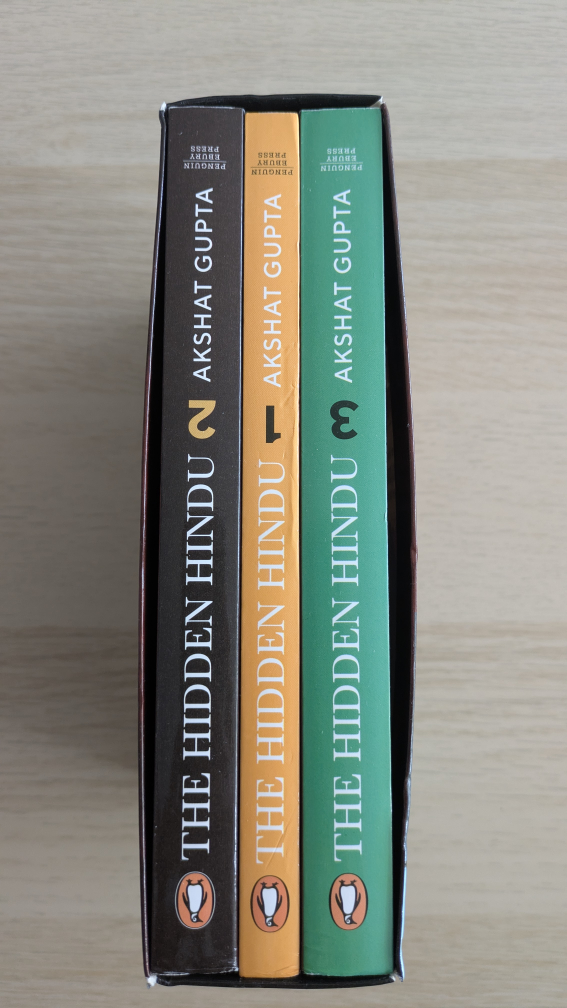 THE HIDDEN HINDU 2 AKSHAT GUPTA
PENGUIN
EBURY
PRESS
THE HIDDEN HINDU 1 AKSHAT GUPTA
PENGUIN
EBURY
PRESS
THE HIDDEN HINDU 3 AKSHAT GUPTA
PENGUIN
EBURY
PRESS